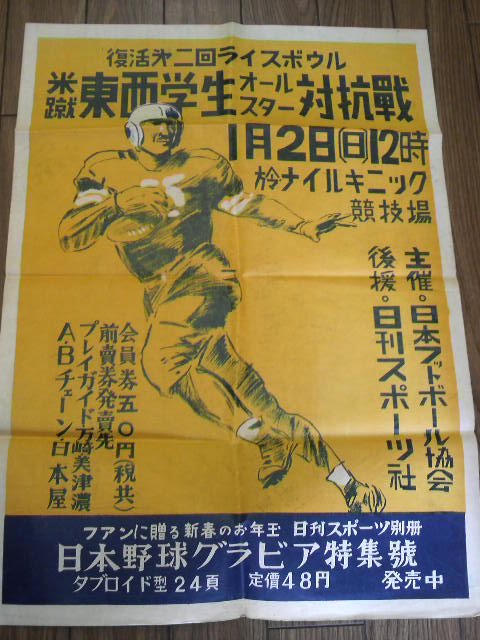 復活第二回ライスボウル
米蹴 東西学生 オールスター 対抗戰
1月2日(日)12時
於ナイルキニック
競技場
主催・日本フットボール協会
後援・日刊スポーツ社
会員券五〇円(税共)
前賣券発賣先
プレイガイド万崎美津濃
A・Bチェーン・白木屋
フアンに贈る新春のお年玉 日刊スポーツ別册
日本野球グラビア特集號
タブロイド型24頁 定價48円 発売中